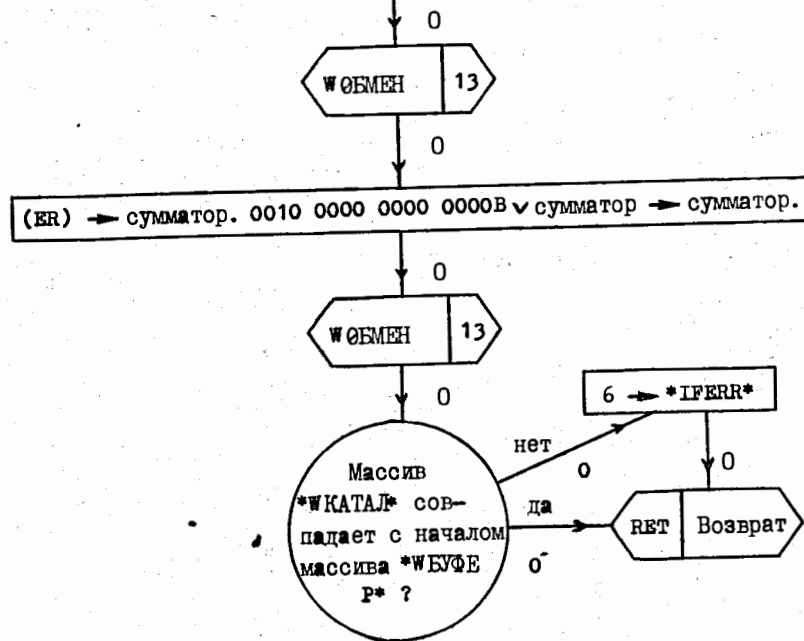 0
WØБМЕН 13
0
(ER) → сумматор. 0010 0000 0000 0000В ∨ сумматор → сумматор.
0
WØБМЕН 13
0
6 → *IFERR*
нет
0
0
Массив
*WКАТАЛ* сов-
падает с началом
массива *WБУФЕ
Р* ?
да
0
RET Возврат